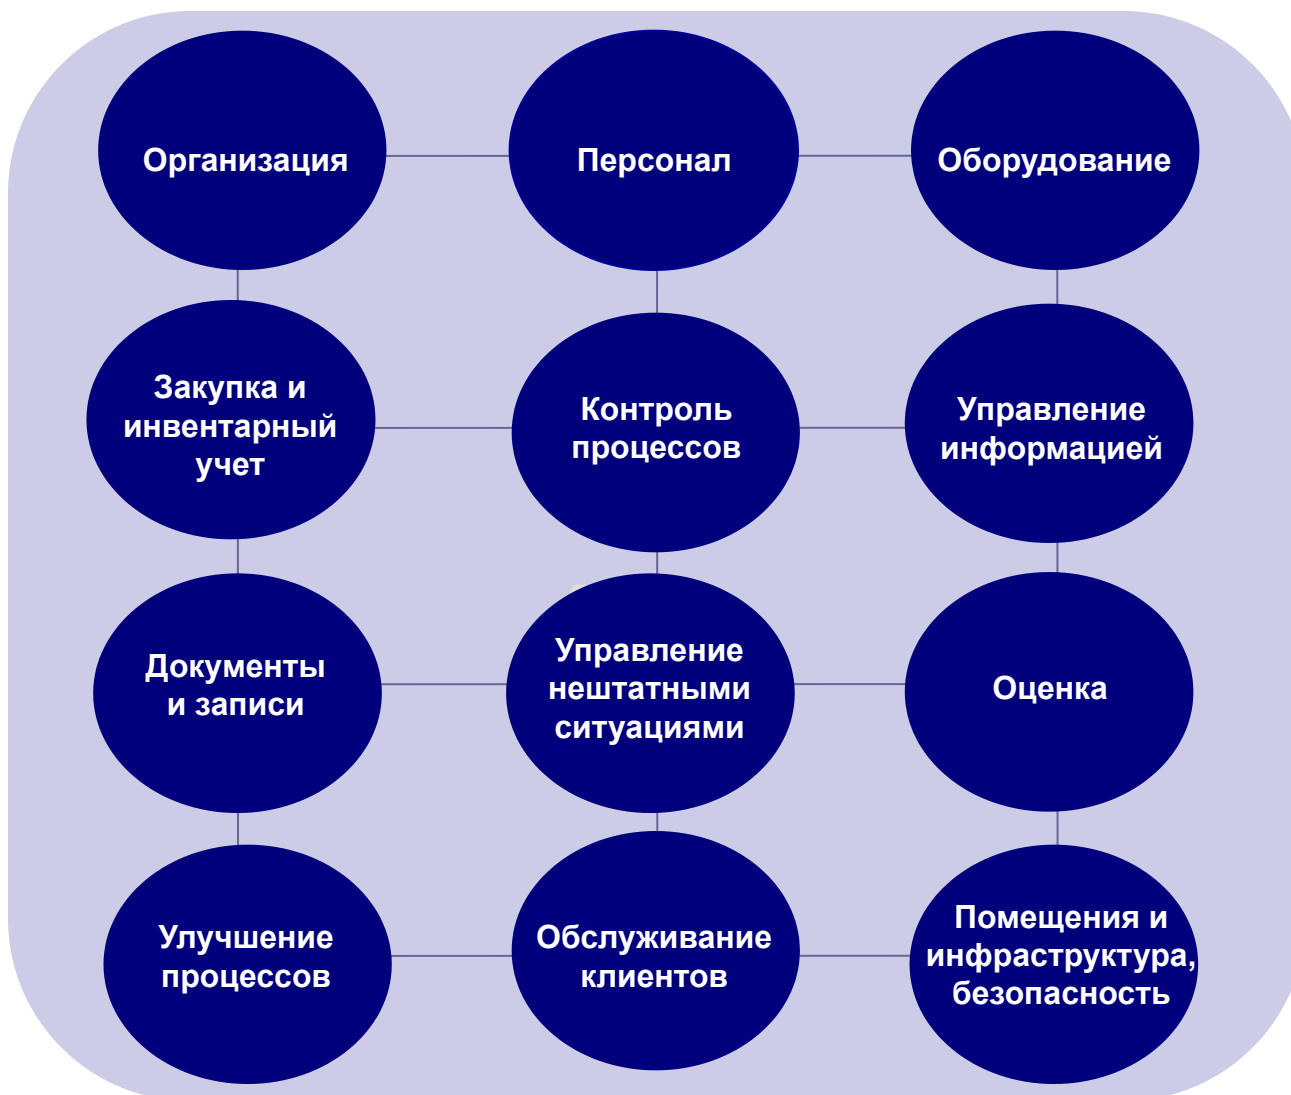 Организация
Персонал
Оборудование
Закупка и
инвентарный
учет
Контроль
процессов
Управление
информацией
Документы
и записи
Управление
нештатными
ситуациями
Оценка
Улучшение
процессов
Обслуживание
клиентов
Помещения и
инфраструктура,
безопасность